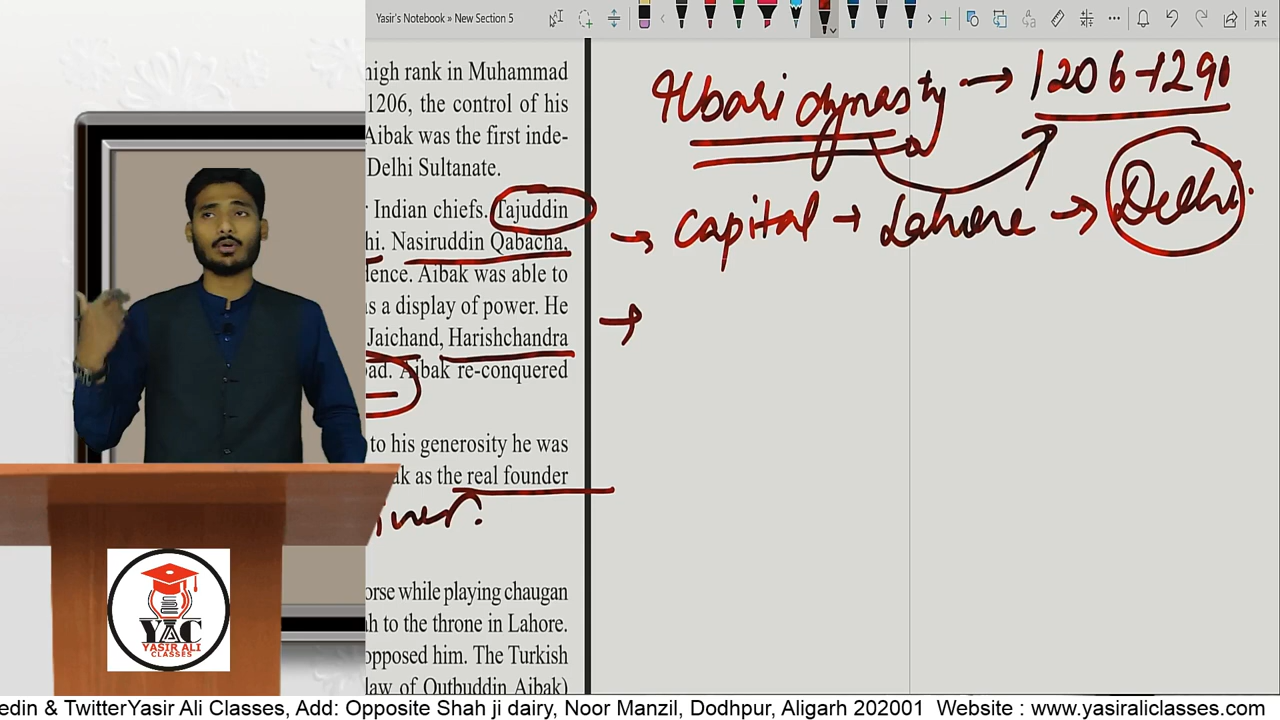 Yasir's Notebook » New Section 5
high rank in Muhammad
1206, the control of his
Aibak was the first inde-
Delhi Sultanate.
r Indian chiefs. Tajuddin
hi. Nasiruddin Qabacha,
dence. Aibak was able to
as a display of power. He
Jaichand, Harishchandra
bad. Aibak re-conquered
to his generosity he was
ak as the real founder
iner.
orse while playing chaugan
ah to the throne in Lahore.
opposed him. The Turkish
law of Qutbuddin Aibak)
Ilbari dynasty → 1206-1290
→ Capital → Lahore → Delhi.
→
YAC
YASIR ALI
CLASSES
edin & TwitterYasir Ali Classes, Add: Opposite Shah ji dairy, Noor Manzil, Dodhpur, Aligarh 202001 Website : www.yasiraliclasses.com